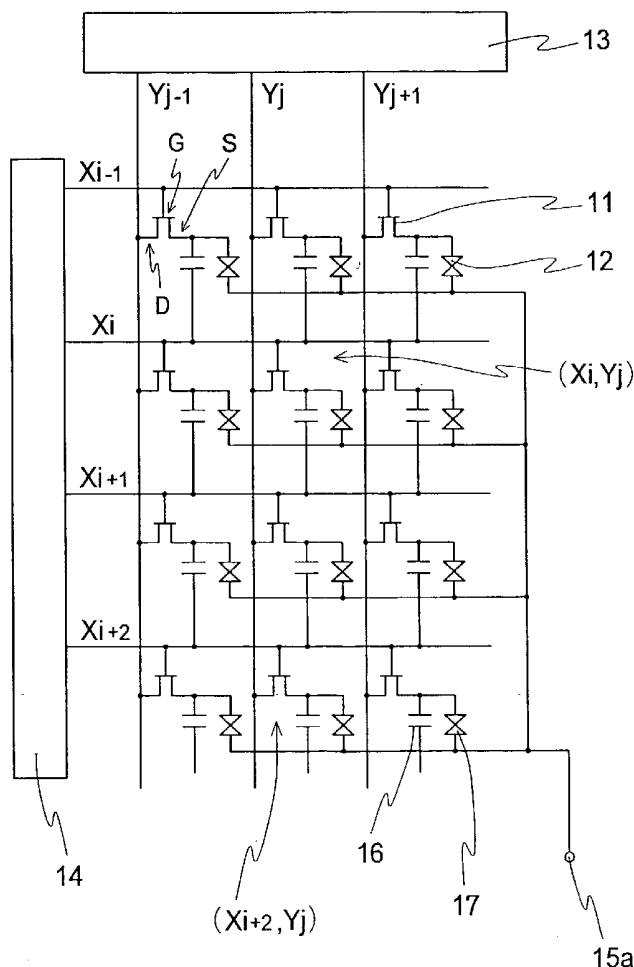 13
Yj-1 Yj Yj+1
G S
Xi-1
11
12
D
Xi
(Xi,Yj)
Xi+1
Xi+2
14
16
17
(Xi+2,Yj)
15a